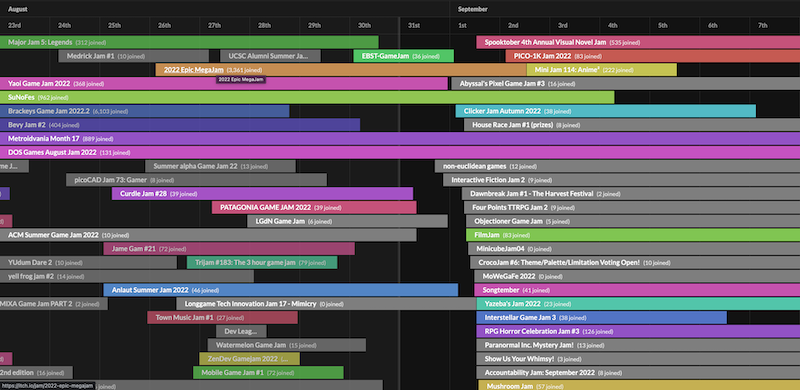 August
September
23rd
24th
25th
26th
27th
28th
29th
30th
31st
1st
2nd
3rd
4th
5th
6th
7th
Major Jam 5: Legends (312 joined)
Spooktober 4th Annual Visual Novel Jam (535 joined)
Medrick Jam #1 (10 joined)
UCSC Alumni Summer Ja...
EBST-GameJam (36 joined)
PICO-1K Jam 2022 (83 joined)
2022 Epic MegaJam (3,361 joined)
Mini Jam 114: Anime³ (222 joined)
2022 Epic MegaJam
Yaoi Game Jam 2022 (368 joined)
Abyssal's Pixel Game Jam #3 (16 joined)
SuNoFes (962 joined)
Brackeys Game Jam 2022.2 (6,103 joined)
Clicker Jam Autumn 2022 (38 joined)
Bevy Jam #2 (404 joined)
House Race Jam #1 (prizes) (8 joined)
Metroidvania Month 17 (889 joined)
DOS Games August Jam 2022 (131 joined)
me J...
Summer alpha Game Jam 22 (13 joined)
non-euclidean games (12 joined)
picoCAD Jam 73: Gamer (8 joined)
Interactive Fiction Jam 2 (9 joined)
d)
Curdle Jam #28 (39 joined)
Dawnbreak Jam #1 - The Harvest Festival (2 joined)
PATAGONIA GAME JAM 2022 (39 joined)
Four Points TTRPG Jam 2 (9 joined)
d)
LGdN Game Jam (6 joined)
Objectioner Game Jam (5 joined)
ACM Summer Game Jam 2022 (10 joined)
FilmJam (83 joined)
Jame Gam #21 (72 joined)
MinicubeJam04 (0 joined)
YUdum Dare 2 (10 joined)
Trijam #183: The 3 hour game jam (79 joined)
CrocoJam #6: Theme/Palette/Limitation Voting Open! (10 joined)
yell frog jam #2 (14 joined)
MoWeGaFe 2022 (0 joined)
Anlaut Summer Jam 2022 (46 joined)
Songtember (41 joined)
MIXA Game Jam PART 2 (2 joined)
Longgame Tech Innovation Jam 17 - Mimicry (0 joined)
Yazeba's Jam 2022 (23 joined)
Town Music Jam #1 (27 joined)
Interstellar Game Jam 3 (38 joined)
Dev Leag...
RPG Horror Celebration Jam #3 (126 joined)
Watermelon Game Jam (15 joined)
Paranormal Inc. Mystery Jam! (13 joined)
d)
ZenDev Gamejam 2022 (...
Show Us Your Whimsy! (3 joined)
2nd edition (16 joined)
Mobile Game Jam #1 (72 joined)
Accountability Jam: September 2022 (8 joined)
https://itch.io/jam/2022-epic-megajam
Mushroom Jam (57 joined)